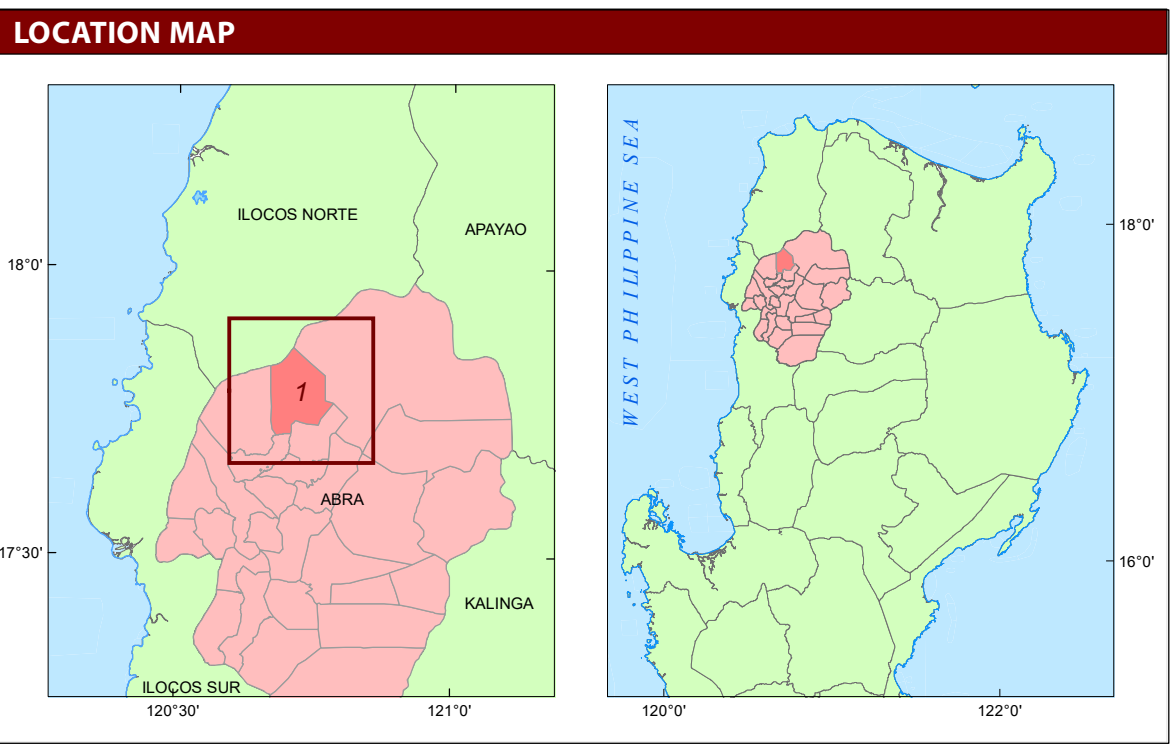 LOCATION MAP
ILOCOS NORTE
APAYAO
18°0'
1
ABRA
17°30'
KALINGA
ILOCOS SUR
120°30'
121°0'
WEST PHILIPPINE SEA
18°0'
16°0'
120°0'
122°0'